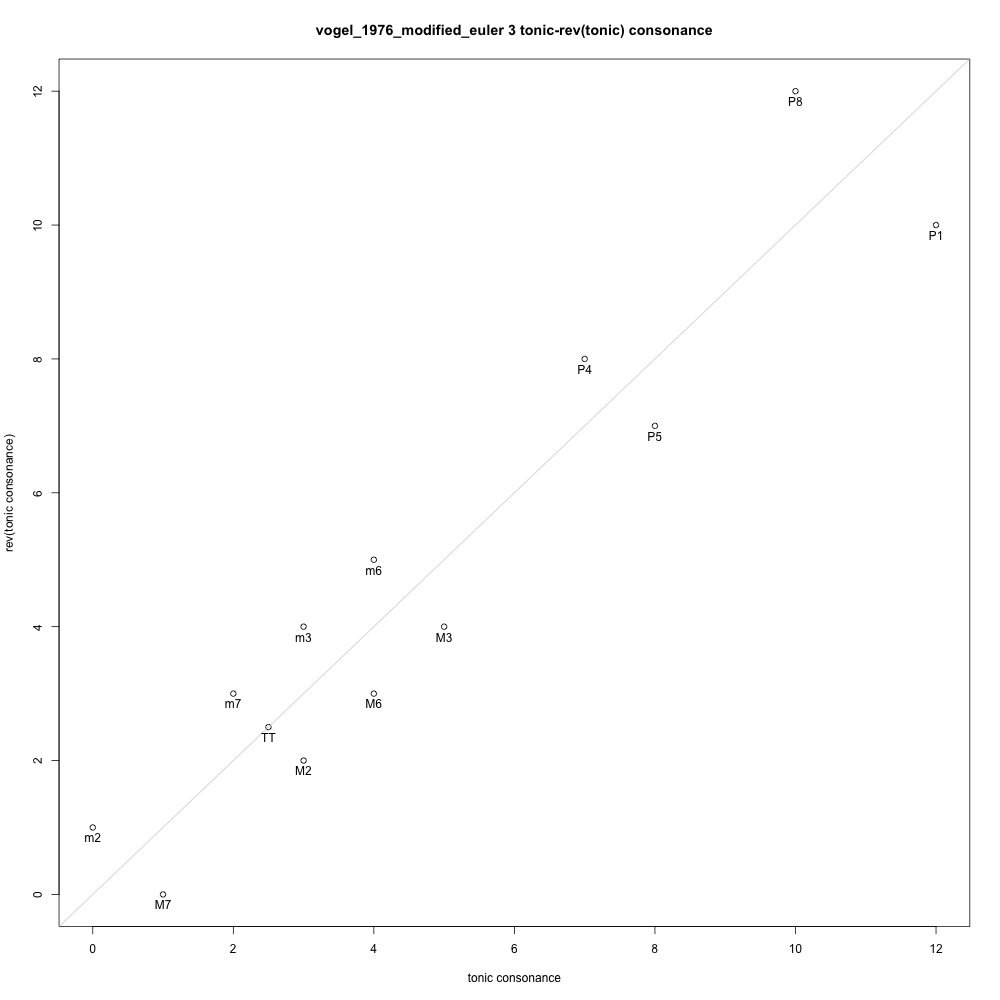 vogel_1976_modified_euler 3 tonic-rev(tonic) consonance
12
P8
10
P1
8
P4
P5
rev(tonic consonance)
6
m6
4
m3
M3
m7
M6
TT
2
M2
m2
0
M7
0 2 4 6 8 10 12
tonic consonance